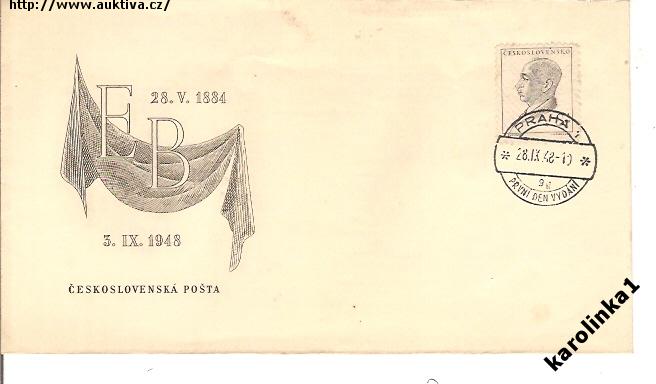 http://www.auktiva.cz/
ČESKOSLOVENSKO
EB
28. V. 1884
3. IX. 1948
ČESKOSLOVENSKÁ POŠTA
PRAHA 1
* 28.IX.48-10 *
PRVNÍ DEN VYDÁNÍ
karolinka1